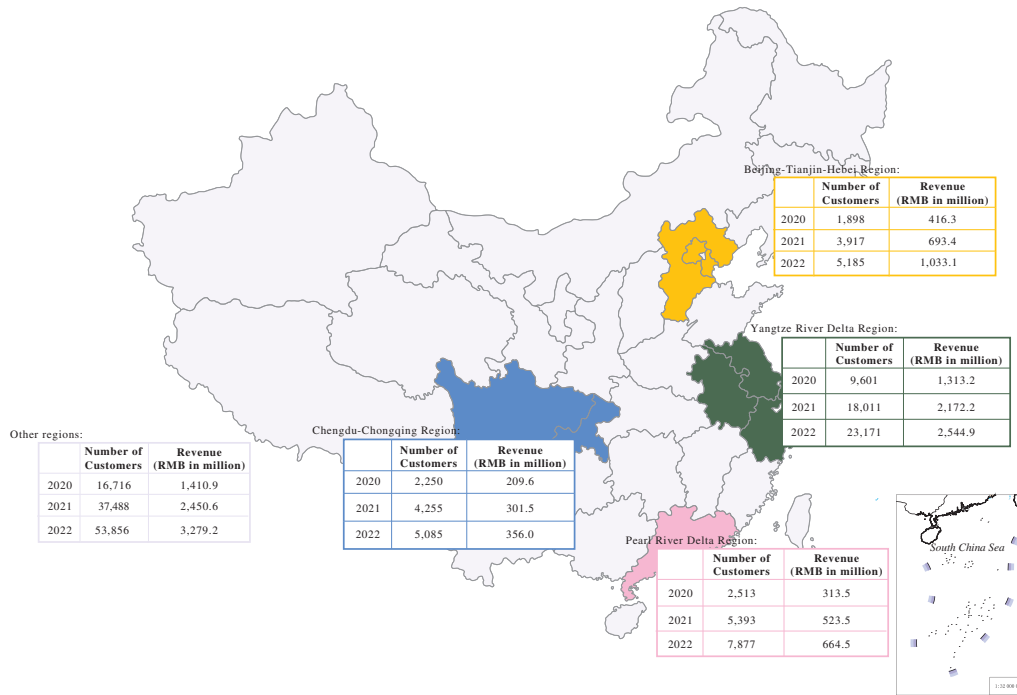 Beijing-Tianjin-Hebei Region:
Number of Customers Revenue (RMB in million)
2020 1,898 416.3
2021 3,917 693.4
2022 5,185 1,033.1
Yangtze River Delta Region:
Number of Customers Revenue (RMB in million)
2020 9,601 1,313.2
2021 18,011 2,172.2
2022 23,171 2,544.9
Other regions:
Number of Customers Revenue (RMB in million)
2020 16,716 1,410.9
2021 37,488 2,450.6
2022 53,856 3,279.2
Chengdu-Chongqing Region:
Number of Customers Revenue (RMB in million)
2020 2,250 209.6
2021 4,255 301.5
2022 5,085 356.0
Pearl River Delta Region:
Number of Customers Revenue (RMB in million)
2020 2,513 313.5
2021 5,393 523.5
2022 7,877 664.5
South China Sea